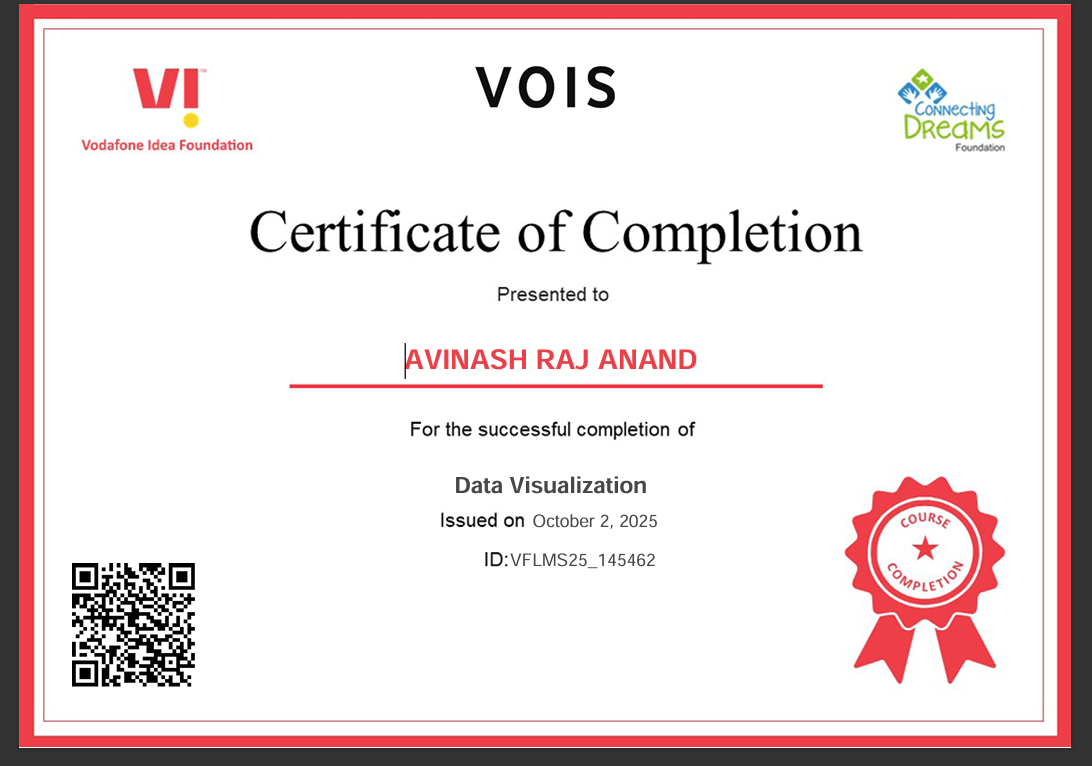 VI™
Vodafone Idea Foundation
VOIS
CONNECTING
DREAMS
Foundation
Certificate of Completion
Presented to
AVINASH RAJ ANAND
For the successful completion of
Data Visualization
Issued on October 2, 2025
ID:VFLMS25_145462
COURSE
COMPLETION